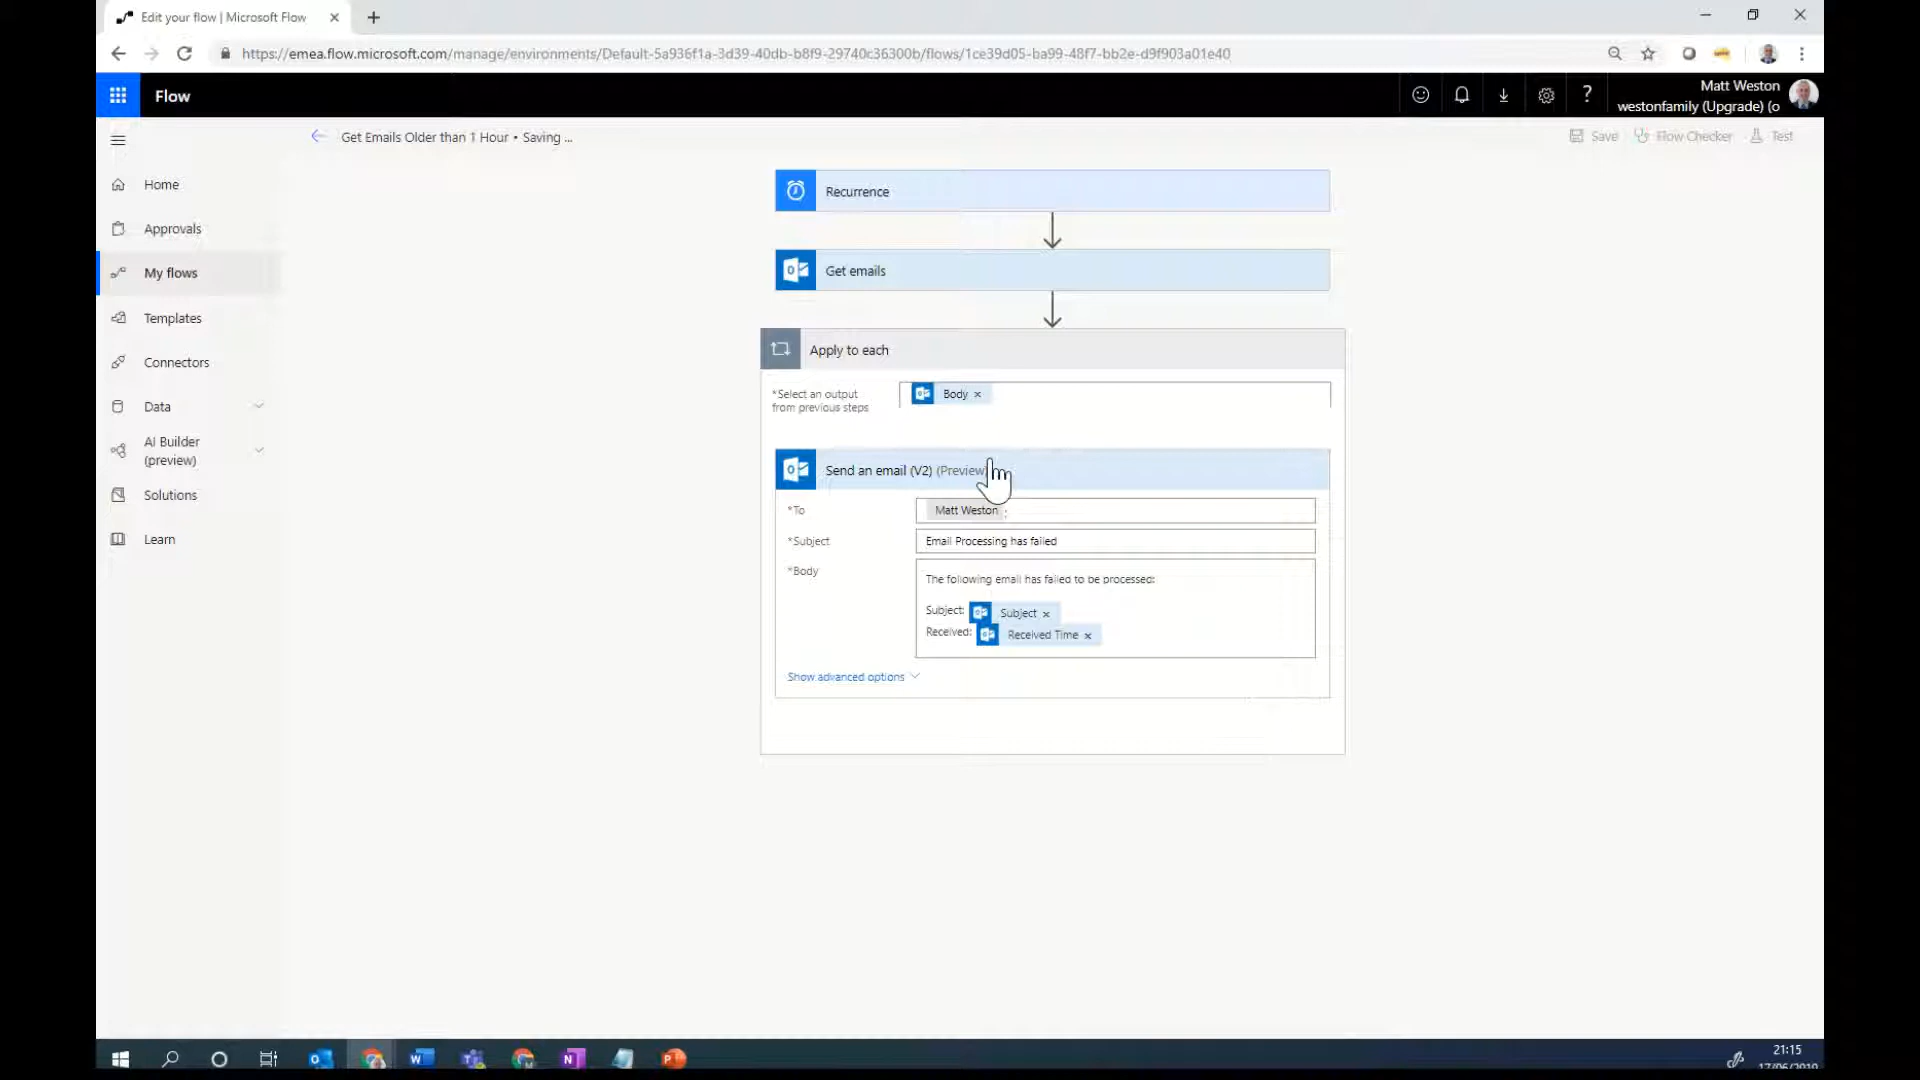 Edit your flow | Microsoft Flow
https://emea.flow.microsoft.com/manage/environments/Default-5a936f1a-3d39-40db-b8f9-29740c36300b/flows/1ce39d05-ba99-48f7-bb2e-d9f903a01e40
Flow
Matt Weston
westonfamily (Upgrade) (o
Get Emails Older than 1 Hour • Saving ...
Save
Flow Checker
Test
Home
Approvals
My flows
Templates
Connectors
Data
AI Builder
(preview)
Solutions
Learn
Recurrence
Get emails
Apply to each
*Select an output
from previous steps
Body ×
Send an email (V2) (Preview)
*To
Matt Weston ;
*Subject
Email Processing has failed
*Body
The following email has failed to be processed:
Subject: Subject ×
Received: Received Time ×
Show advanced options
21:15
17/06/2019